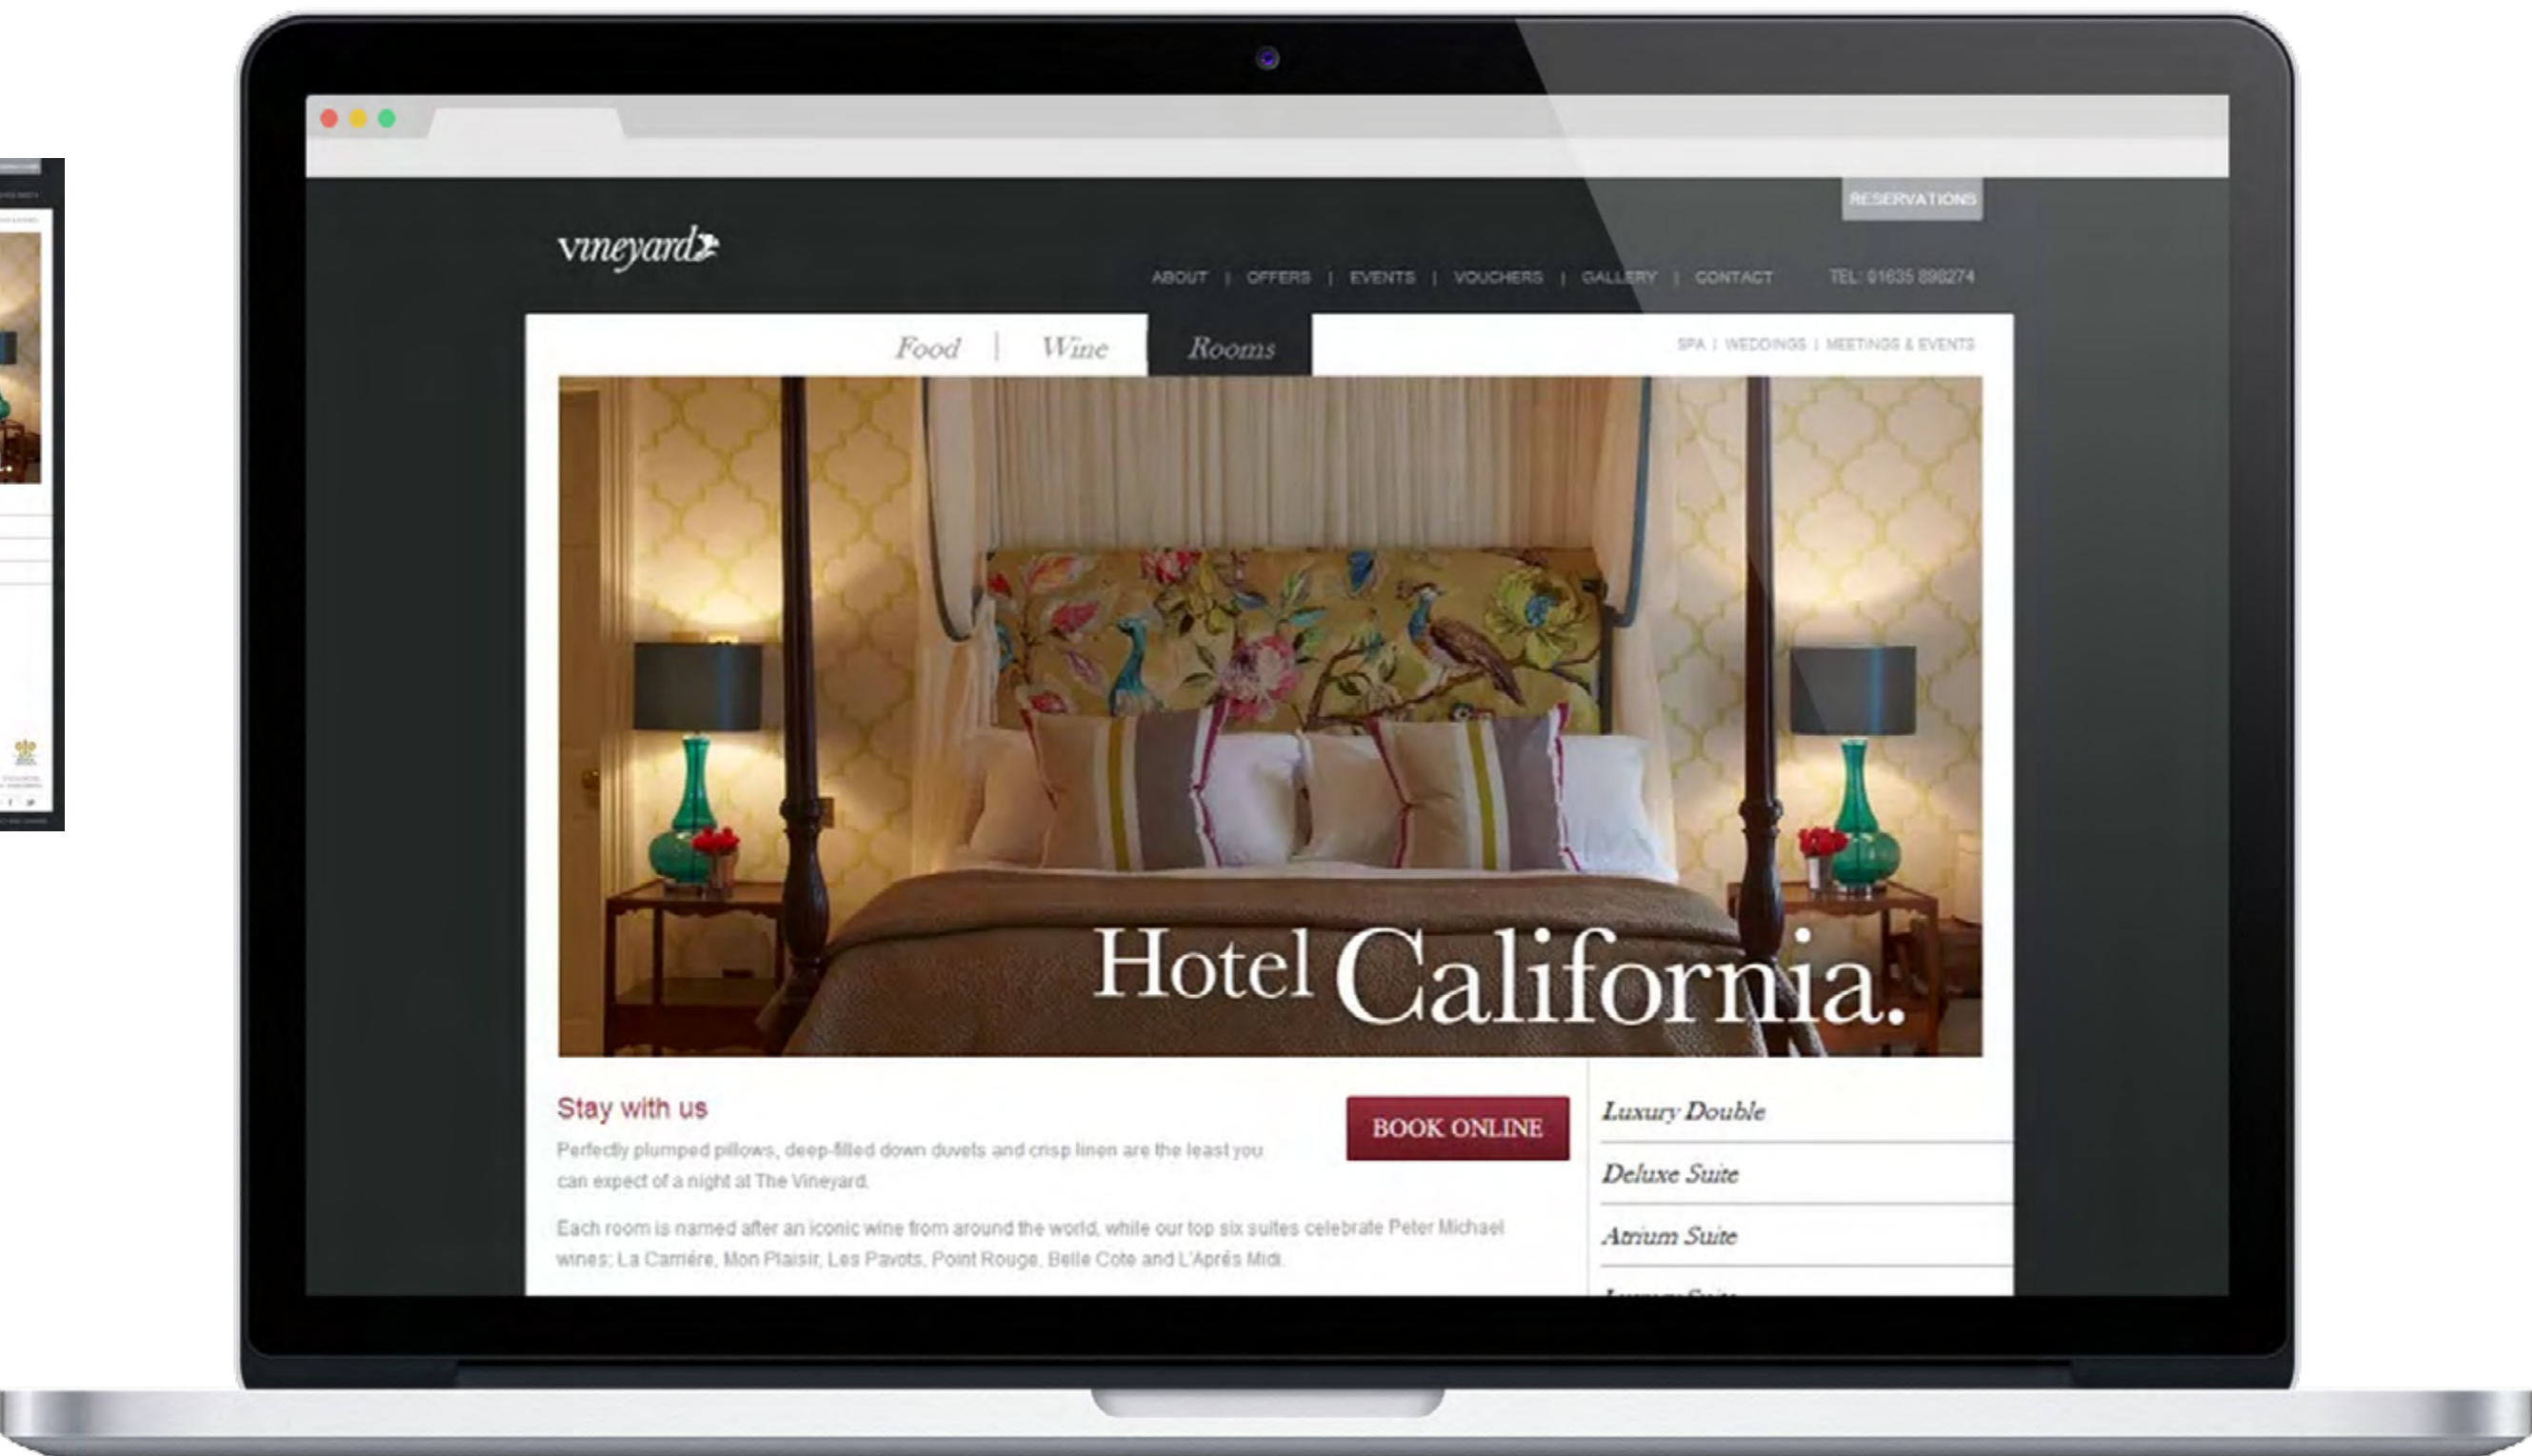 RESERVATIONS
vineyard
ABOUT | OFFERS | EVENTS | VOUCHERS | GALLERY | CONTACT TEL: 01635 898274
Food | Wine Rooms SPA | WEDDINGS | MEETINGS & EVENTS
Hotel California.
Stay with us
BOOK ONLINE
Perfectly plumped pillows, deep-filled down duvets and crisp linen are the least you
can expect of a night at The Vineyard.
Each room is named after an iconic wine from around the world, while our top six suites celebrate Peter Michael
wines; La Carriére, Mon Plaisir, Les Pavots, Point Rouge, Belle Cote and L'Aprés Midi.
Luxury Double
Deluxe Suite
Atrium Suite